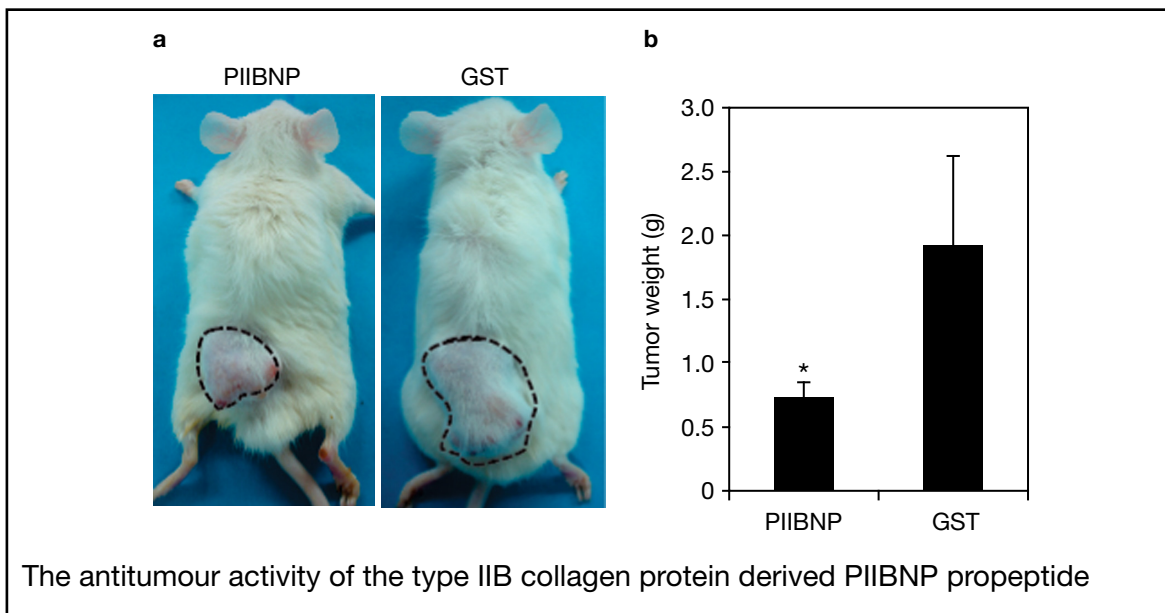 a
PIIBNP
GST
b
Tumor weight (g)
3.0
2.5
2.0
1.5
1.0
0.5
0
*
PIIBNP
GST
The antitumour activity of the type IIB collagen protein derived PIIBNP propeptide